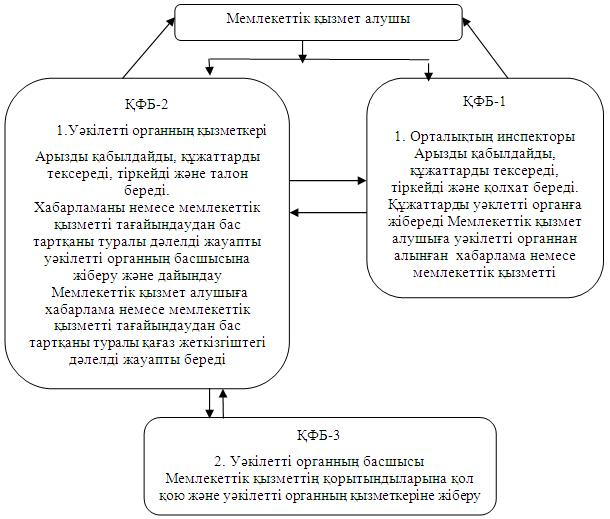 Мемлекеттік қызмет алушы
ҚФБ-2
1.Уәкілетті органның қызметкері
Арызды қабылдайды, құжаттарды
тексереді, тіркейді және талон
береді.
Хабарламаны немесе мемлекеттік
қызметті тағайындаудан бас
тартқаны туралы дәлелді жауапты
уәкілетті органның басшысына
жіберу және дайындау
Мемлекеттік қызмет алушыға
хабарлама немесе мемлекеттік
қызметті тағайындаудан бас
тартқаны туралы қағаз жеткізгіштегі
дәлелді жауапты береді
ҚФБ-1
1. Орталықтың инспекторы
Арызды қабылдайды,
құжаттарды тексереді,
тіркейді және қолхат береді.
Құжаттарды уәклетті органға
жібереді Мемлекеттік қызмет
алушыға уәкілетті органнан
алынған хабарлама немесе
мемлекеттік қызметті
ҚФБ-3
2. Уәкілетті органның басшысы
Мемлекеттік қызметтің қорытындыларына қол
қою және уәкілетті органның қызметкеріне жіберу